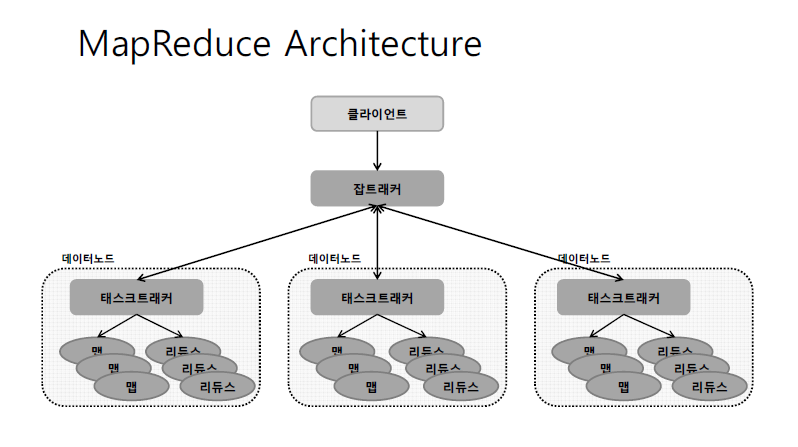 MapReduce Architecture
클라이언트
잡트래커
데이터노드
데이터노드
데이터노드
태스크트래커
태스크트래커
태스크트래커
맵
리듀스
맵
리듀스
맵
리듀스
맵
리듀스
맵
리듀스
맵
리듀스
맵
리듀스
맵
리듀스
맵
리듀스